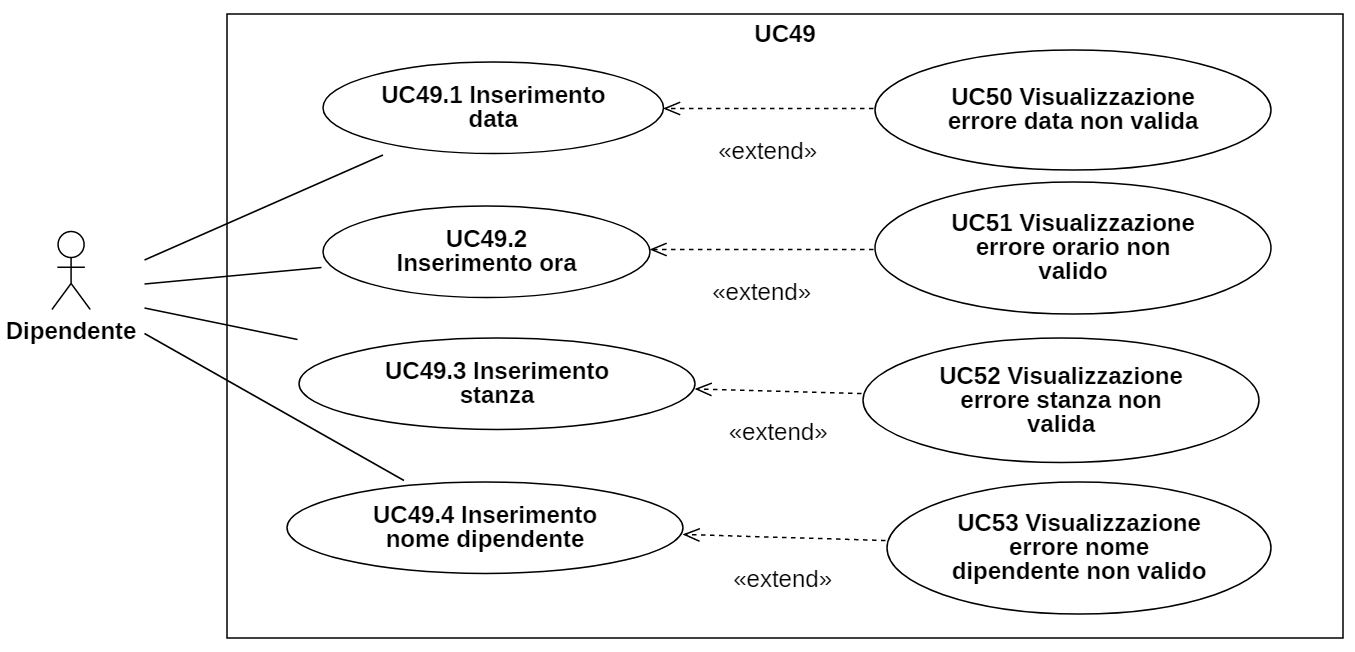 UC49
UC49.1 Inserimento
data
«extend»
UC50 Visualizzazione
errore data non valida
UC49.2
Inserimento ora
«extend»
UC51 Visualizzazione
errore orario non
valido
Dipendente
UC49.3 Inserimento
stanza
«extend»
UC52 Visualizzazione
errore stanza non
valida
UC49.4 Inserimento
nome dipendente
«extend»
UC53 Visualizzazione
errore nome
dipendente non valido